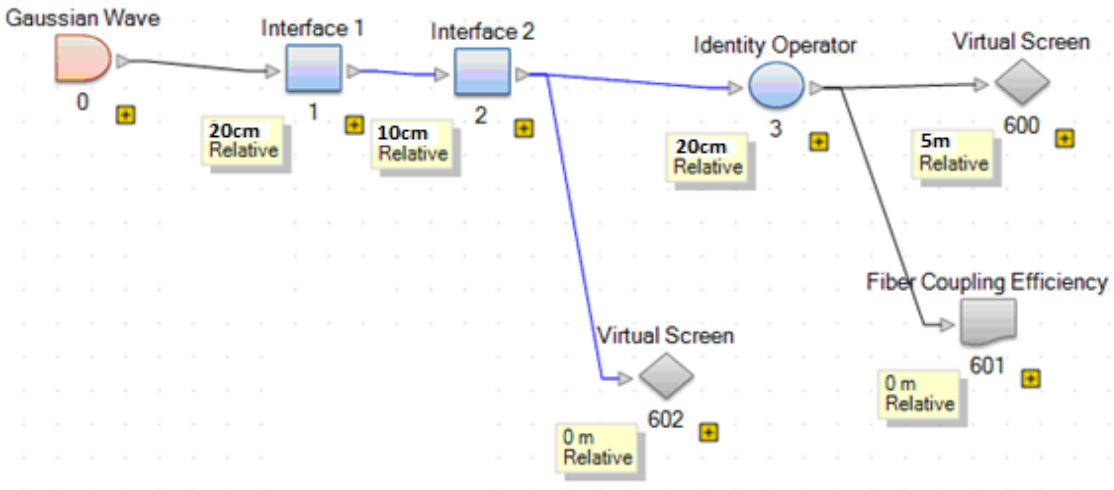 Gaussian Wave
0
Interface 1
1
20cm
Relative
Interface 2
2
10cm
Relative
Identity Operator
3
20cm
Relative
Virtual Screen
600
5m
Relative
Fiber Coupling Efficiency
601
0 m
Relative
Virtual Screen
602
0 m
Relative